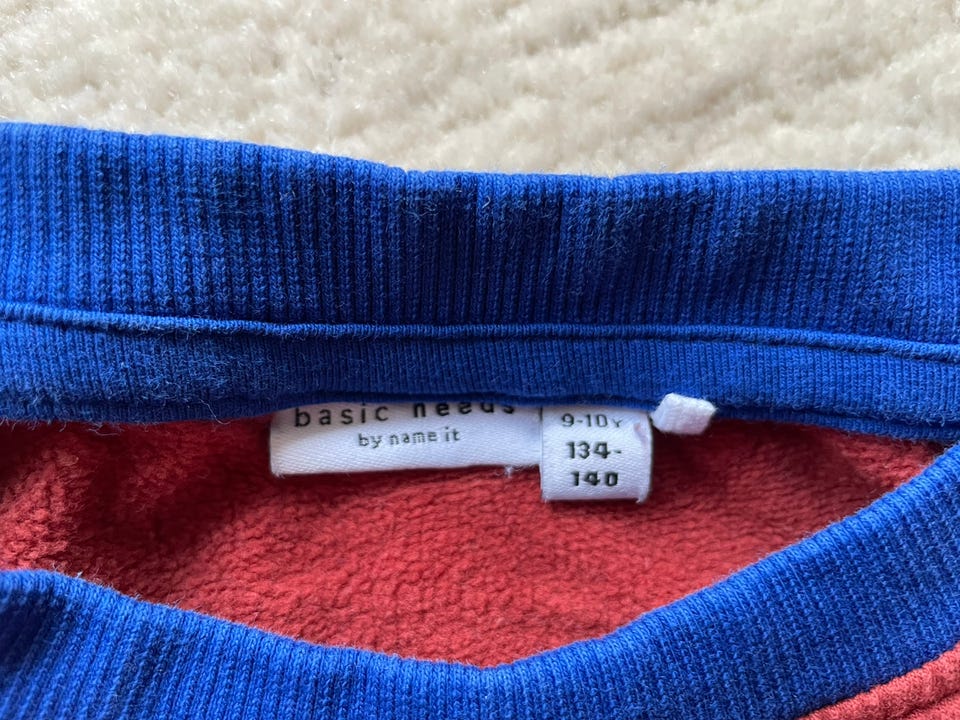 basic needs
by name it
9-10Y
134-
140